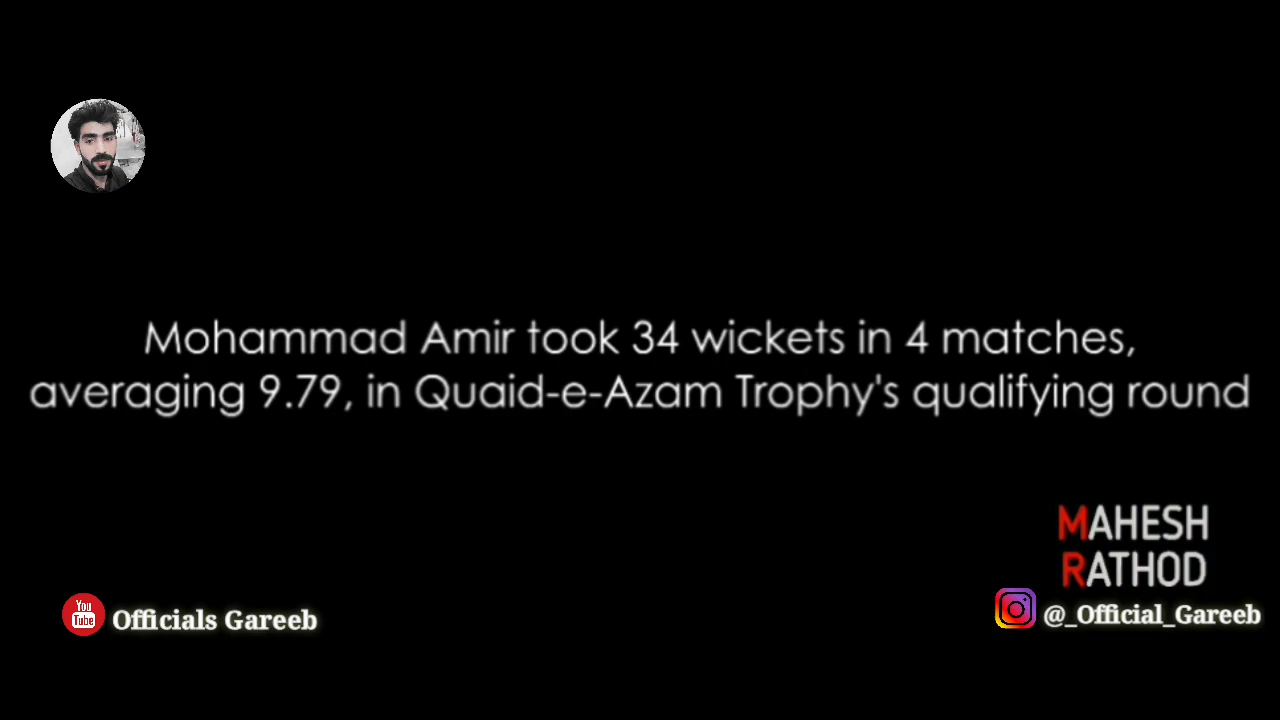 Mohammad Amir took 34 wickets in 4 matches,
averaging 9.79, in Quaid-e-Azam Trophy's qualifying round
MAHESH
RATHOD
You
Tube
Officials Gareeb
@_Official_Gareeb